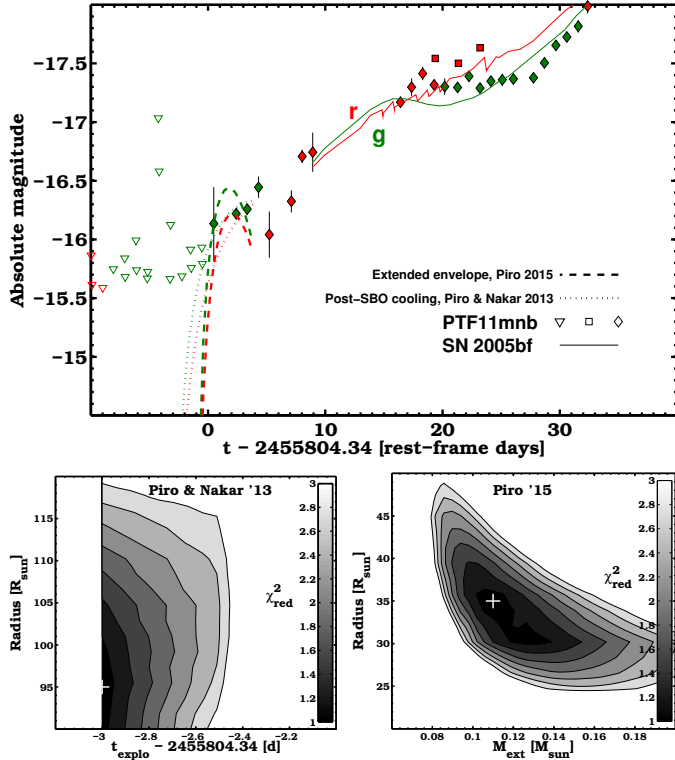 Absolute magnitude
-17.5
-17
-16.5
-16
-15.5
-15
r
g
Extended envelope, Piro 2015
Post-SBO cooling, Piro & Nakar 2013
PTF11mnb
SN 2005bf
0 10 20 30
t - 2455804.34 [rest-frame days]
Piro & Nakar '13
Radius [R_sun]
115
105
100
95
χ²_red
3
2.8
2.6
2.4
2.2
2
1.8
1.6
1.4
1.2
1
-3 -2.8 -2.6 -2.4 -2.2
t_explo - 2455804.34 [d]
Piro '15
Radius [R_sun]
45
40
35
30
25
χ²_red
3
2.8
2.6
2.4
2.2
2
1.8
1.6
1.4
1.2
1
0.08 0.1 0.12 0.14 0.16 0.18
M_ext [M_sun]